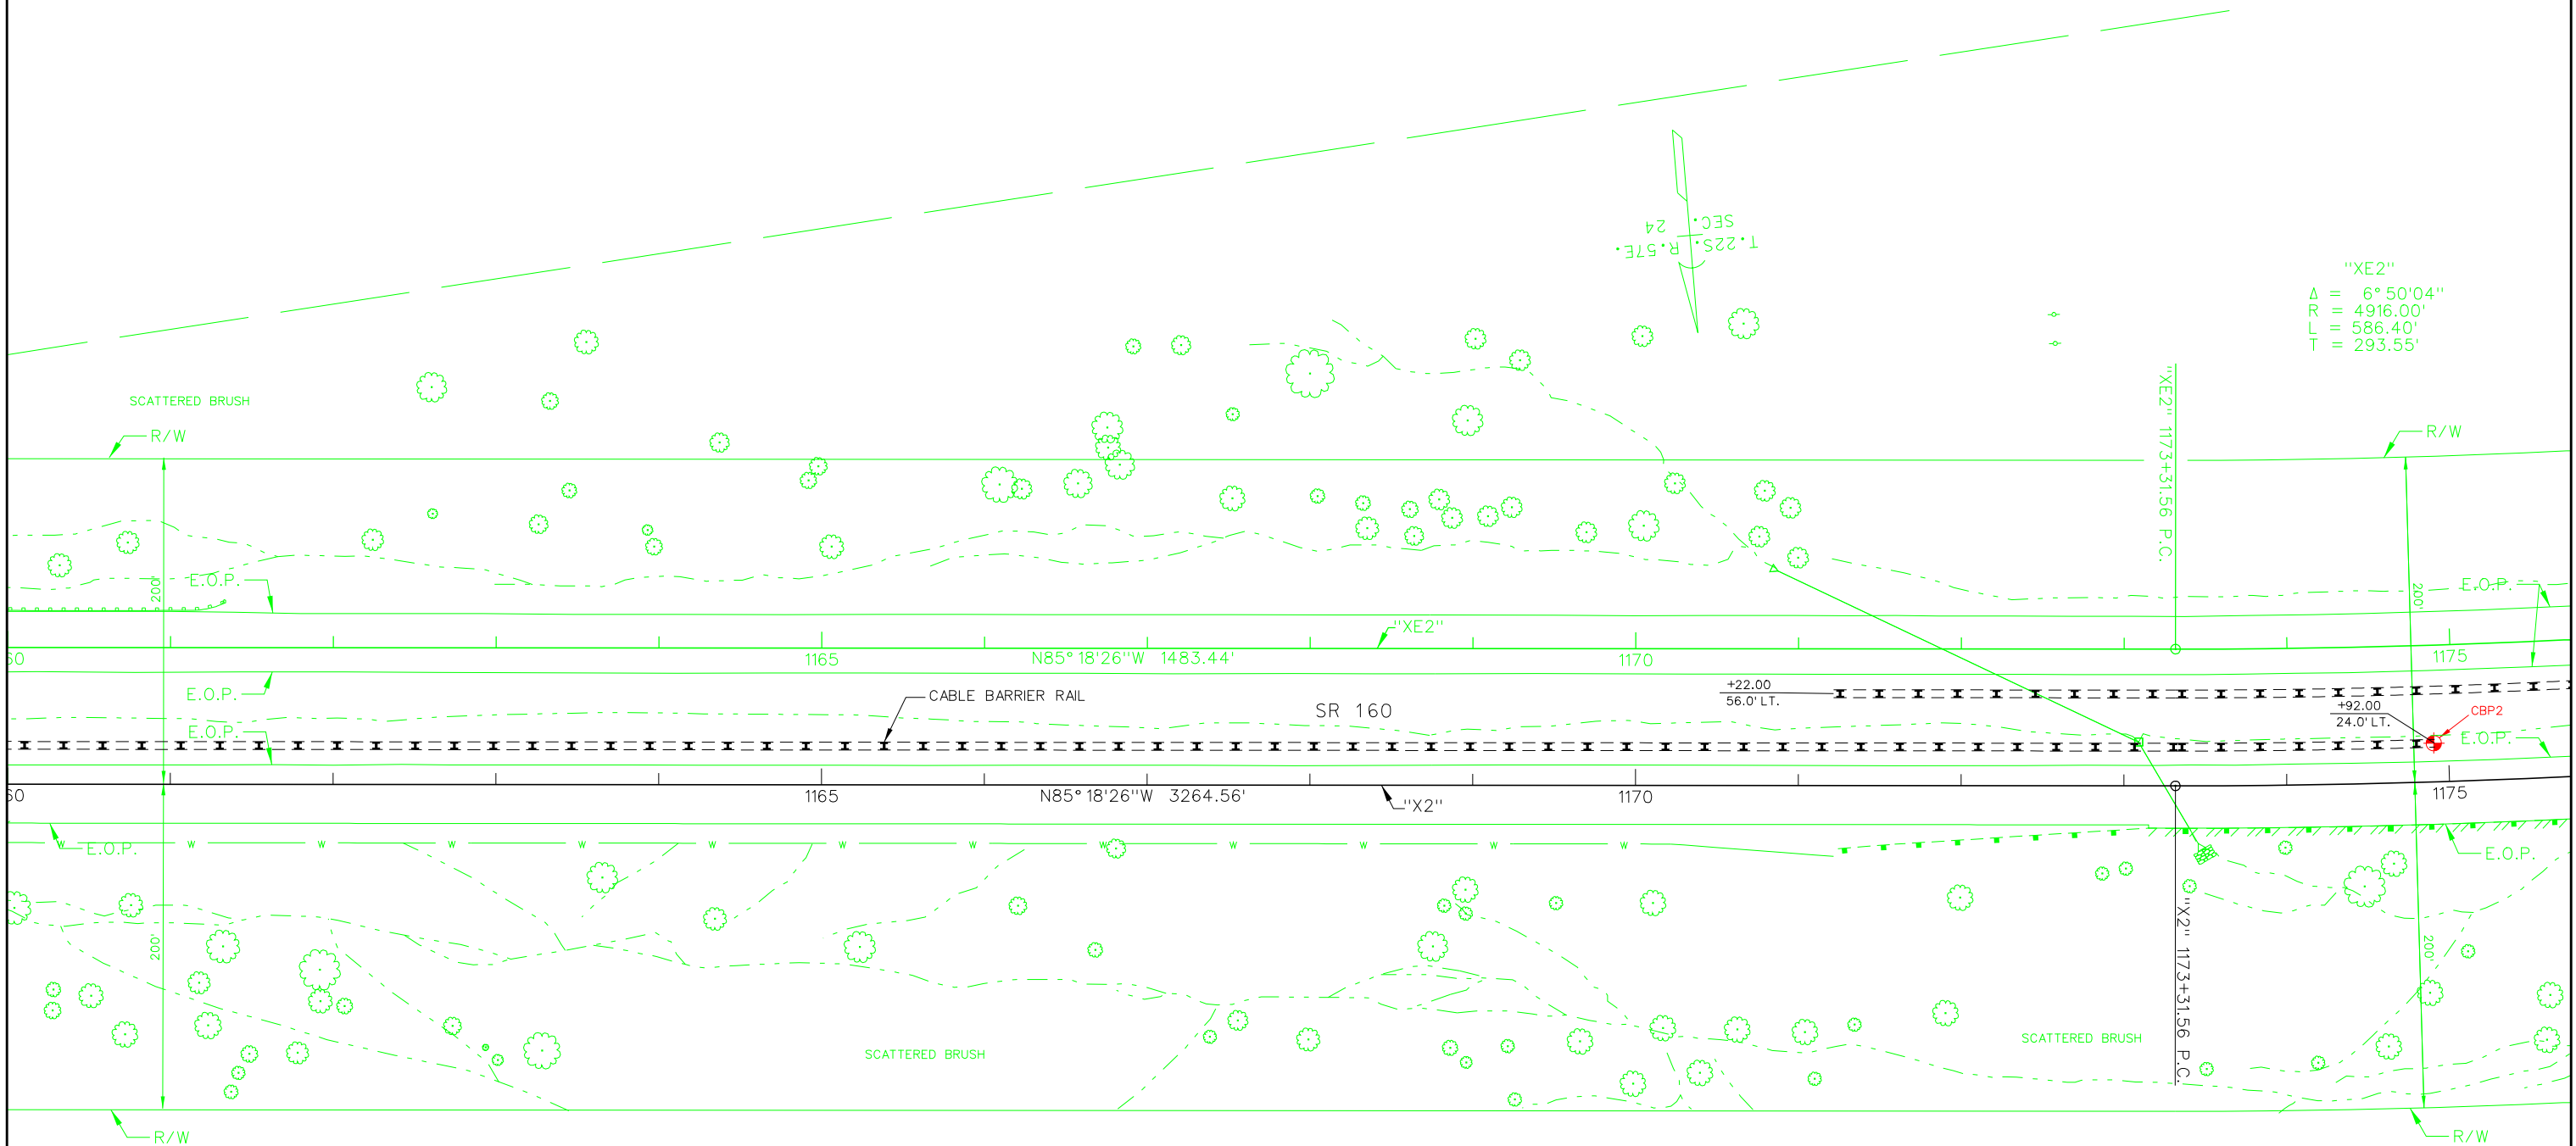 T.22S. R.57E.
SEC. 24
"XE2"
Δ = 6°50'04"
R = 4916.00'
L = 586.40'
T = 293.55'
SCATTERED BRUSH
R/W
R/W
"XE2" 1173+31.56 P.C.
200'
200'
E.O.P.
E.O.P.
"XE2"
60
1165
N85°18'26"W 1483.44'
1170
1175
E.O.P.
CABLE BARRIER RAIL
+22.00
56.0' LT.
SR 160
+92.00
24.0' LT.
CBP2
E.O.P.
E.O.P.
60
1165
N85°18'26"W 3264.56'
"X2"
1170
1175
E.O.P.
W W W W W W W W W W W W W
E.O.P.
200'
200'
"X2" 1173+31.56 P.C.
SCATTERED BRUSH
SCATTERED BRUSH
R/W
R/W